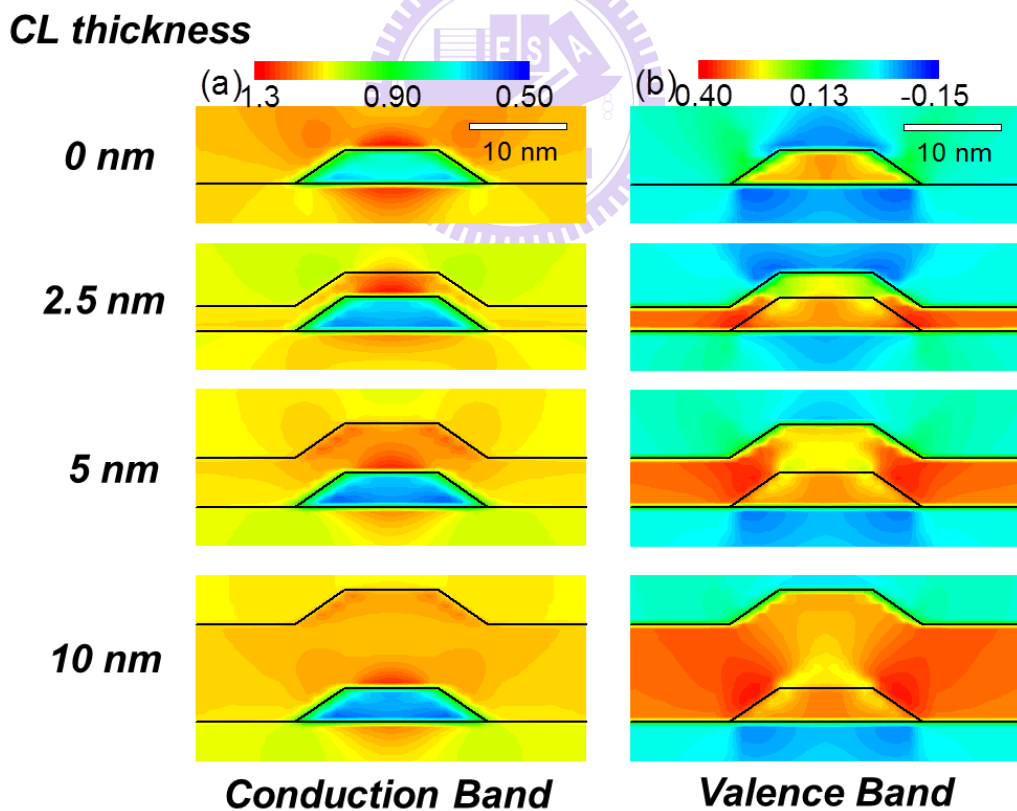 CL thickness
(a) 1.3 0.90 0.50
(b) 0.40 0.13 -0.15
ESA
0 nm
10 nm
10 nm
2.5 nm
5 nm
10 nm
Conduction Band
Valence Band